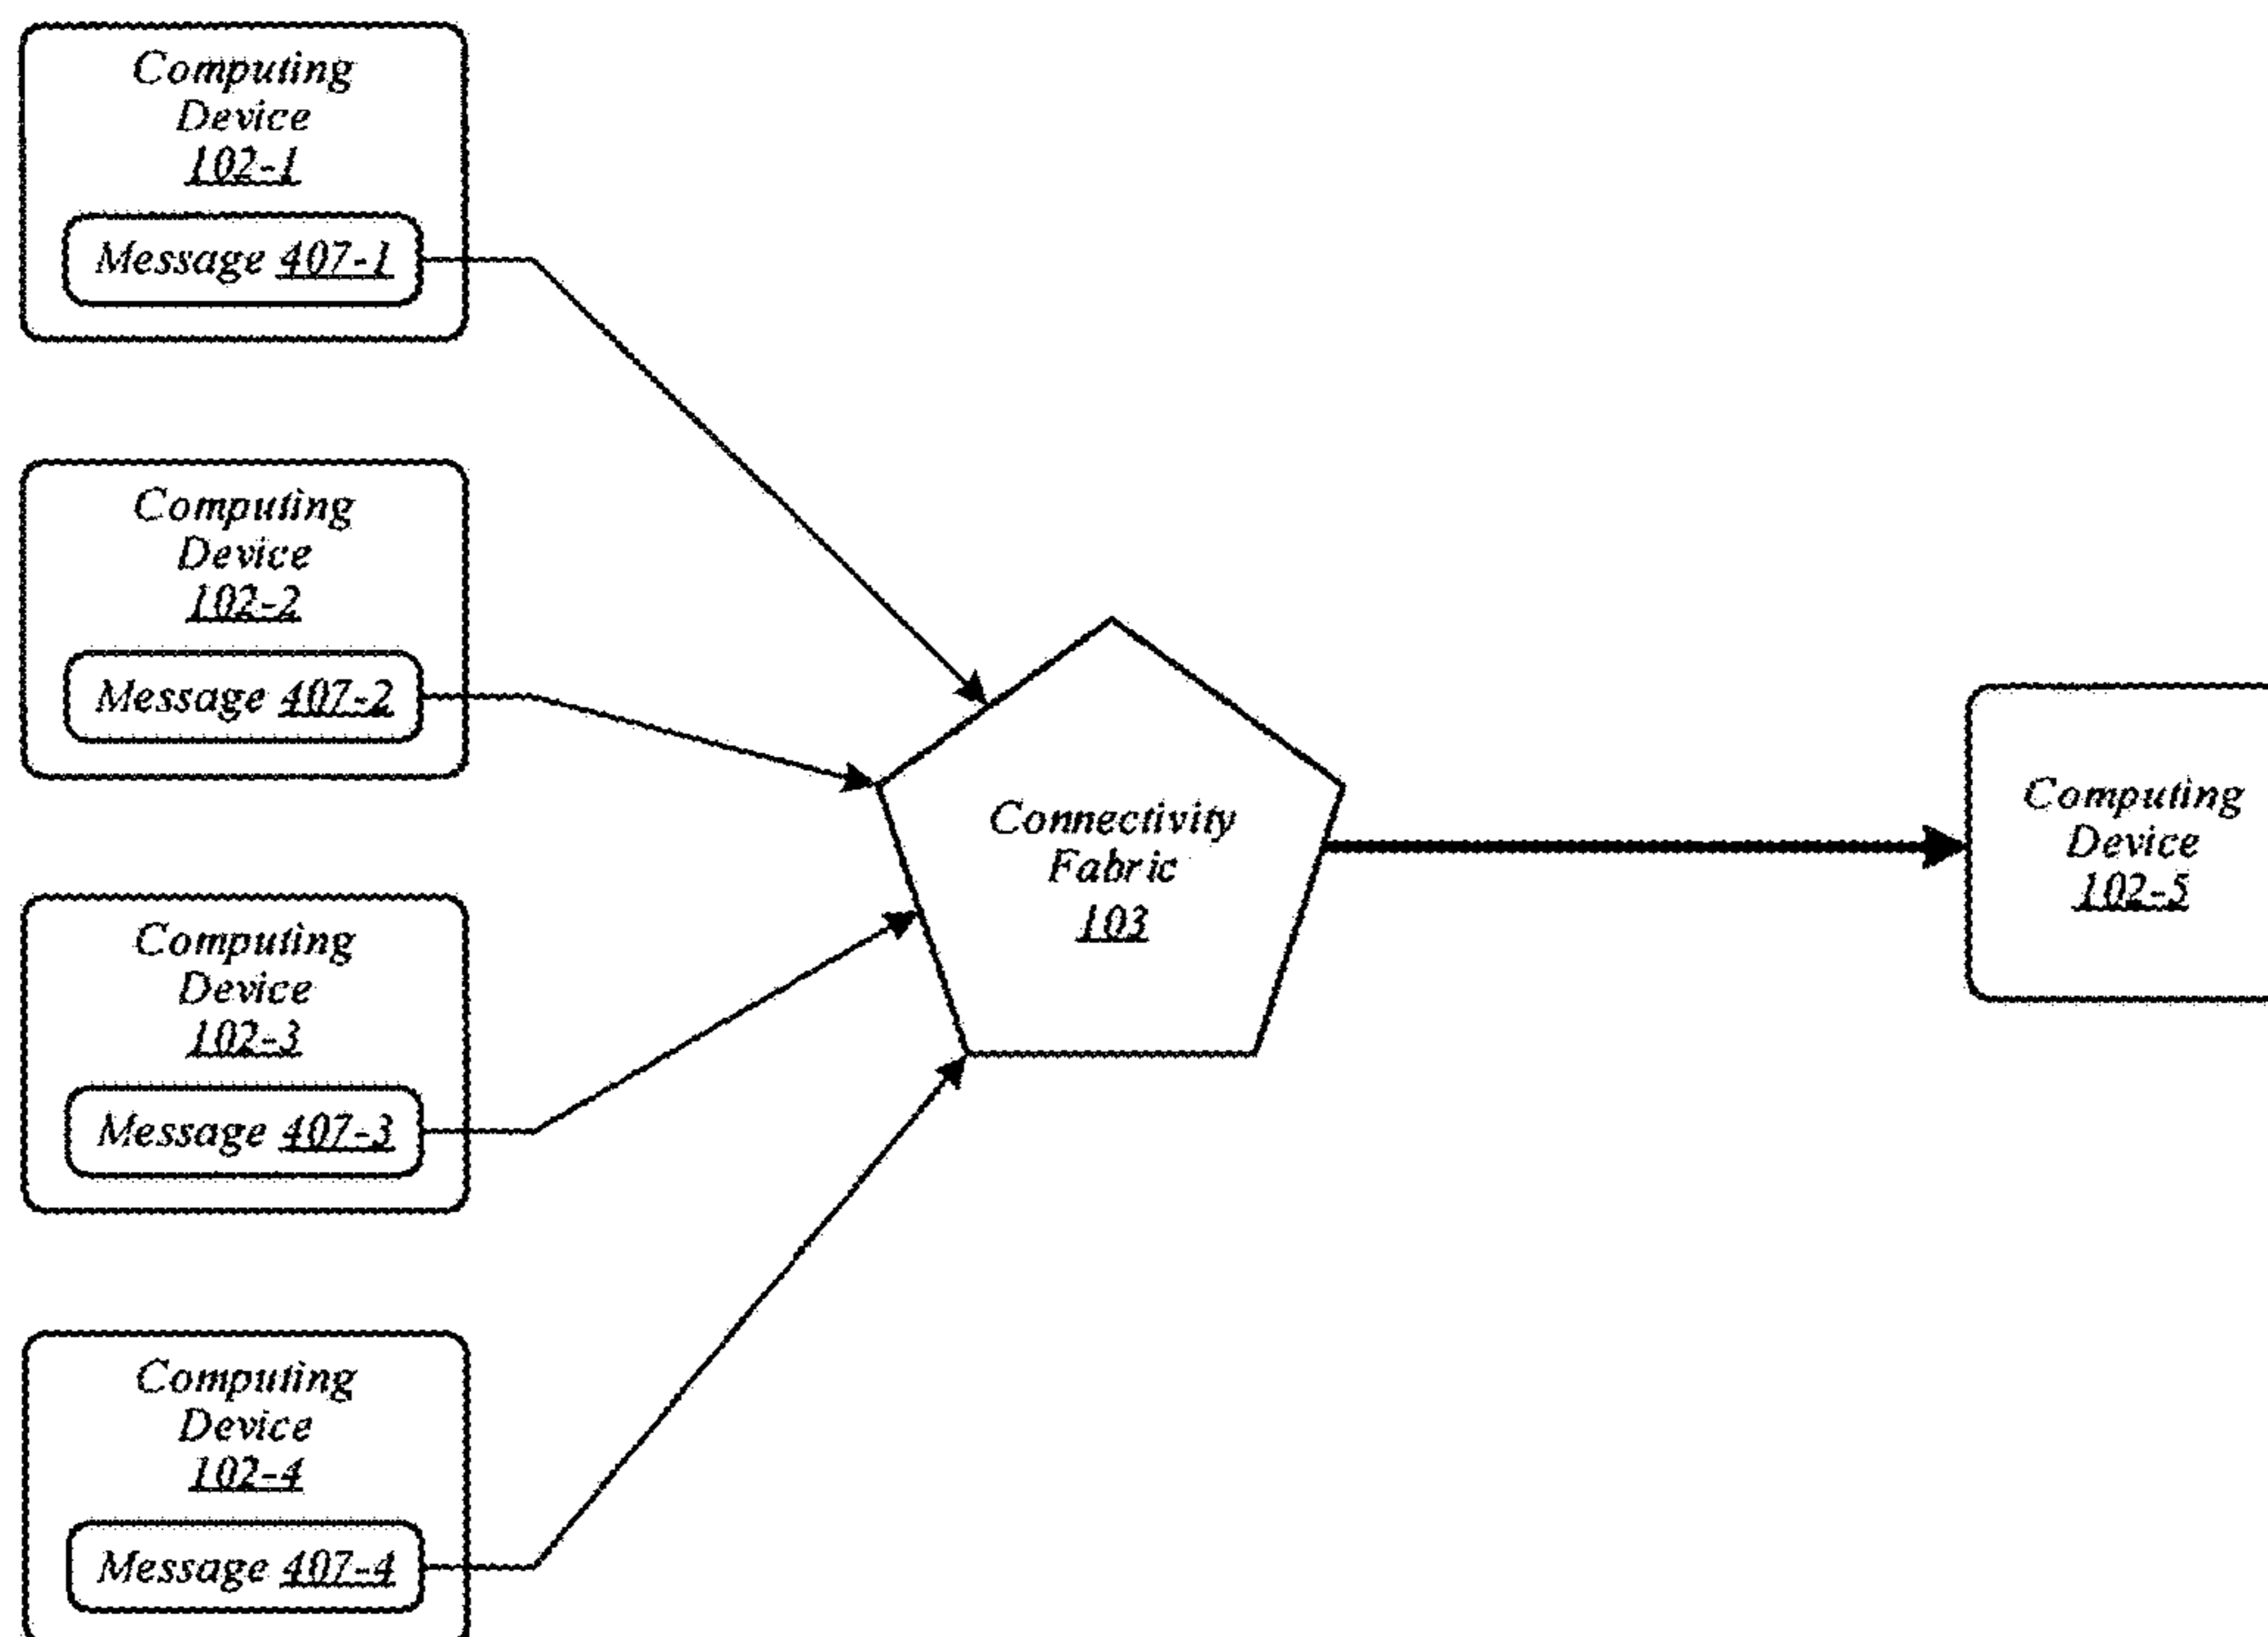 Computing
Device
102-1
Message 407-1
Computing
Device
102-2
Message 407-2
Computing
Device
102-3
Message 407-3
Computing
Device
102-4
Message 407-4
Connectivity
Fabric
103
Computing
Device
102-5